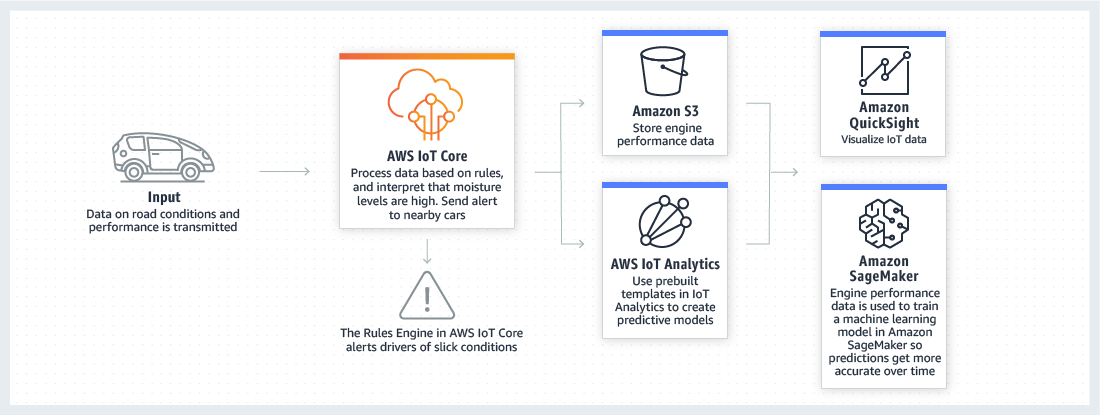 Input
Data on road conditions and
performance is transmitted
AWS IoT Core
Process data based on rules,
and interpret that moisture
levels are high. Send alert
to nearby cars
The Rules Engine in AWS IoT Core
alerts drivers of slick conditions
Amazon S3
Store engine
performance data
AWS IoT Analytics
Use prebuilt
templates in IoT
Analytics to create
predictive models
Amazon
QuickSight
Visualize IoT data
Amazon
SageMaker
Engine performance
data is used to train
a machine learning
model in Amazon
SageMaker so
predictions get more
accurate over time